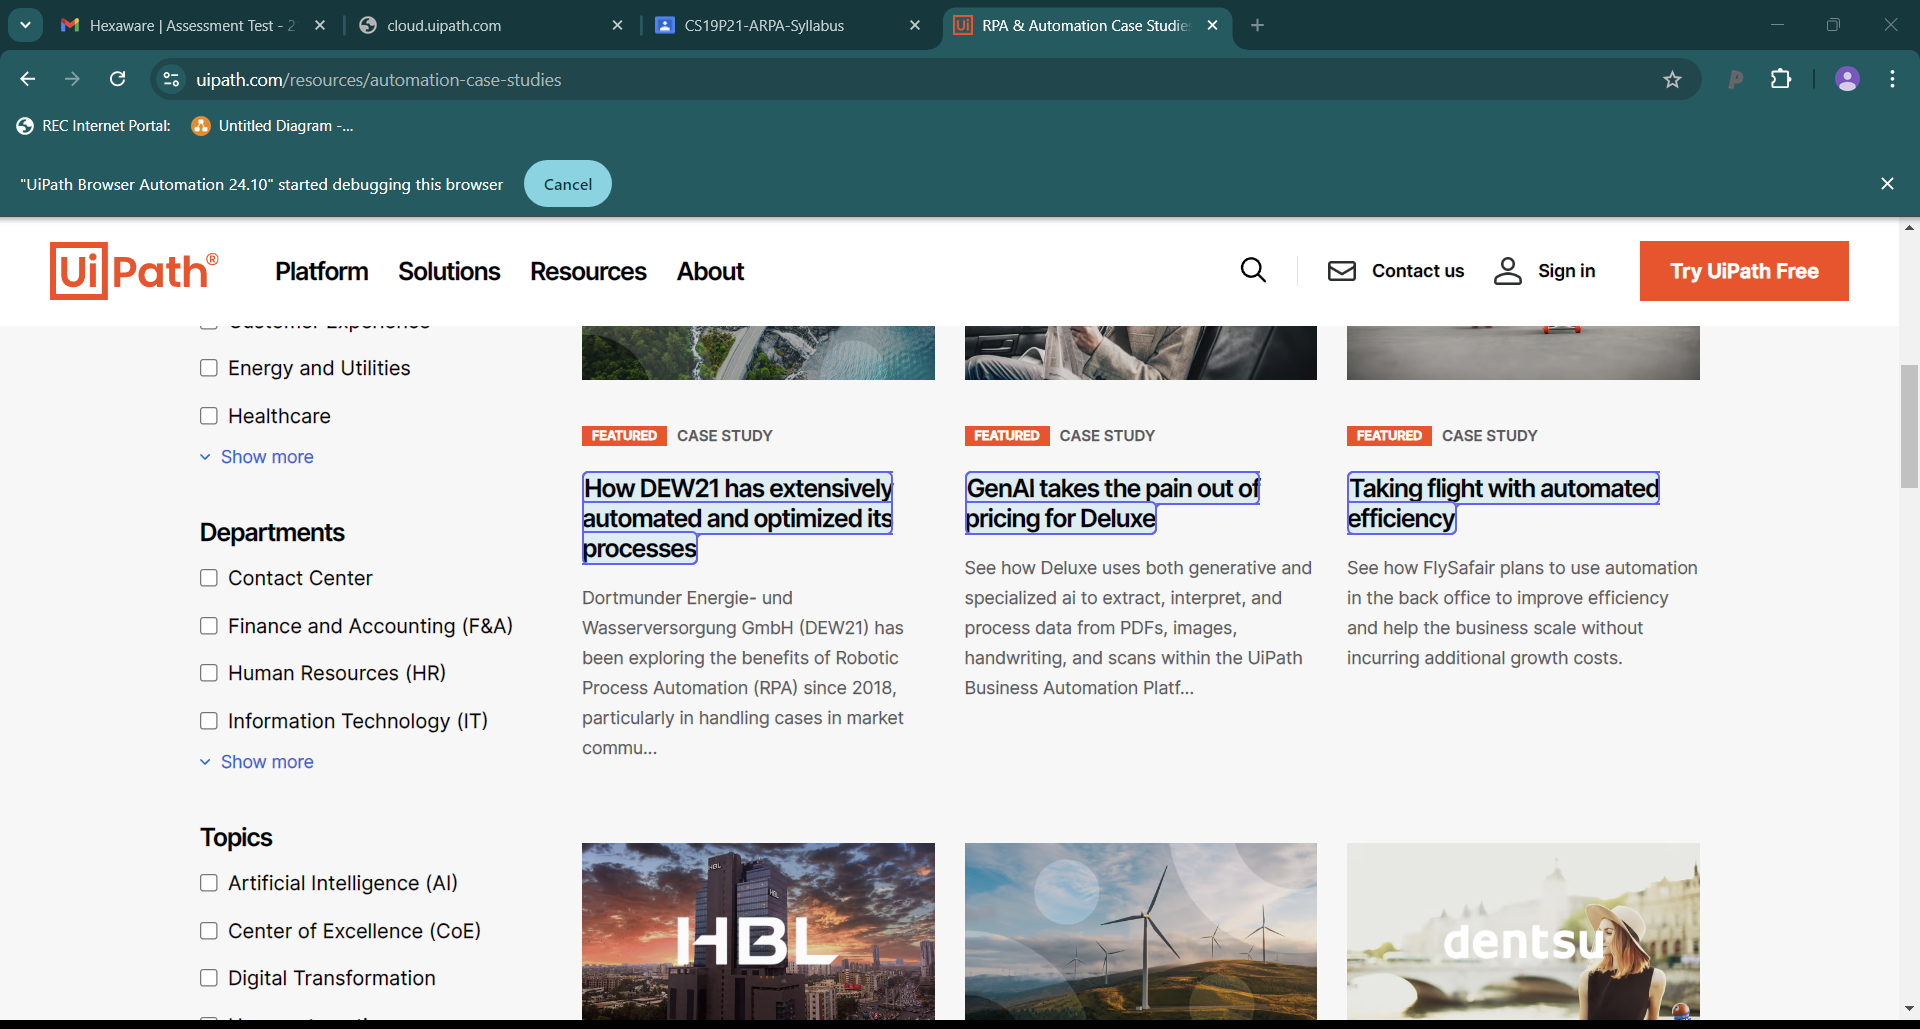 Hexaware | Assessment Test - 2
cloud.uipath.com
CS19P21-ARPA-Syllabus
Ui RPA & Automation Case Studies
uipath.com/resources/automation-case-studies
REC Internet Portal:
Untitled Diagram -...
"UiPath Browser Automation 24.10" started debugging this browser
Cancel
UiPath®
Platform
Solutions
Resources
About
Contact us
Sign in
Try UiPath Free
Customer Experience
Energy and Utilities
Healthcare
Show more
Departments
Contact Center
Finance and Accounting (F&A)
Human Resources (HR)
Information Technology (IT)
Show more
Topics
Artificial Intelligence (AI)
Center of Excellence (CoE)
Digital Transformation
FEATURED CASE STUDY
How DEW21 has extensively
automated and optimized its
processes
Dortmunder Energie- und
Wasserversorgung GmbH (DEW21) has
been exploring the benefits of Robotic
Process Automation (RPA) since 2018,
particularly in handling cases in market
commu...
FEATURED CASE STUDY
GenAI takes the pain out of
pricing for Deluxe
See how Deluxe uses both generative and
specialized ai to extract, interpret, and
process data from PDFs, images,
handwriting, and scans within the UiPath
Business Automation Platf...
FEATURED CASE STUDY
Taking flight with automated
efficiency
See how FlySafair plans to use automation
in the back office to improve efficiency
and help the business scale without
incurring additional growth costs.
HBL
HBL
HBL
dentsu